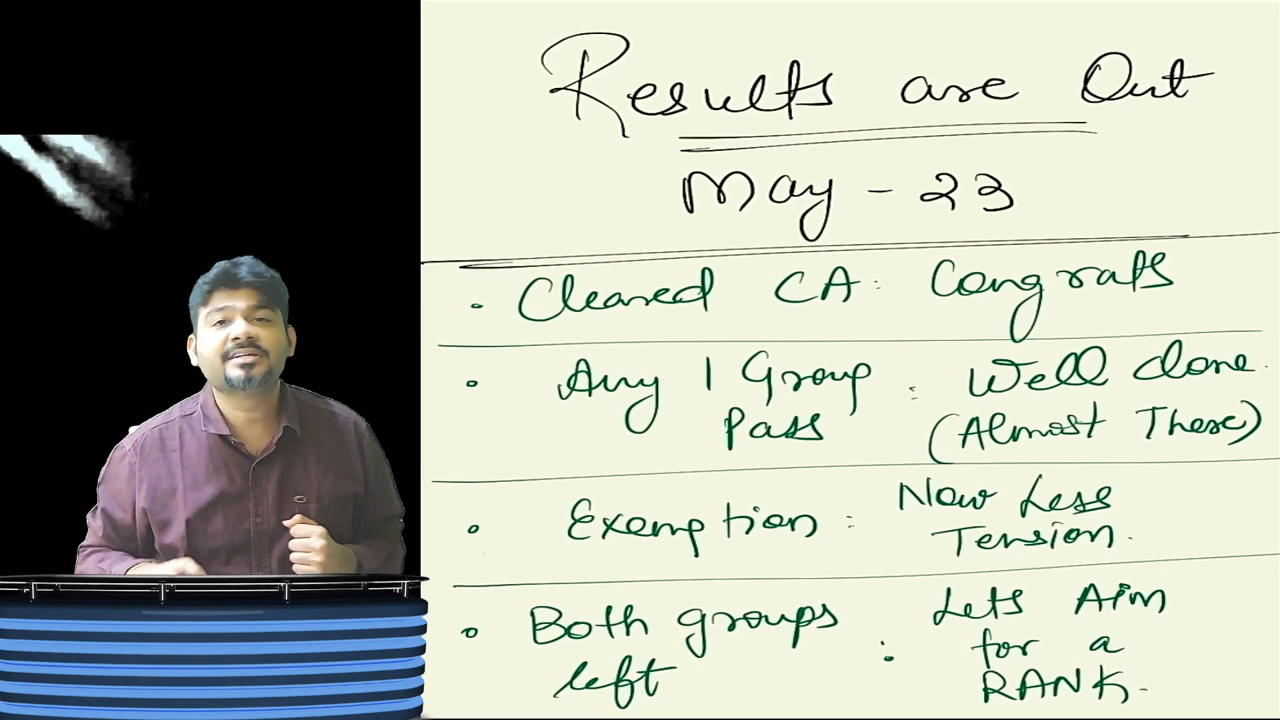 Results are Out
May - 23
• Cleared CA : Congrats
• Any 1 Group : Well done.
Pass (Almost There)
• Exemption : Now Less
Tension.
• Both groups : Lets Aim
left for a
RANK.